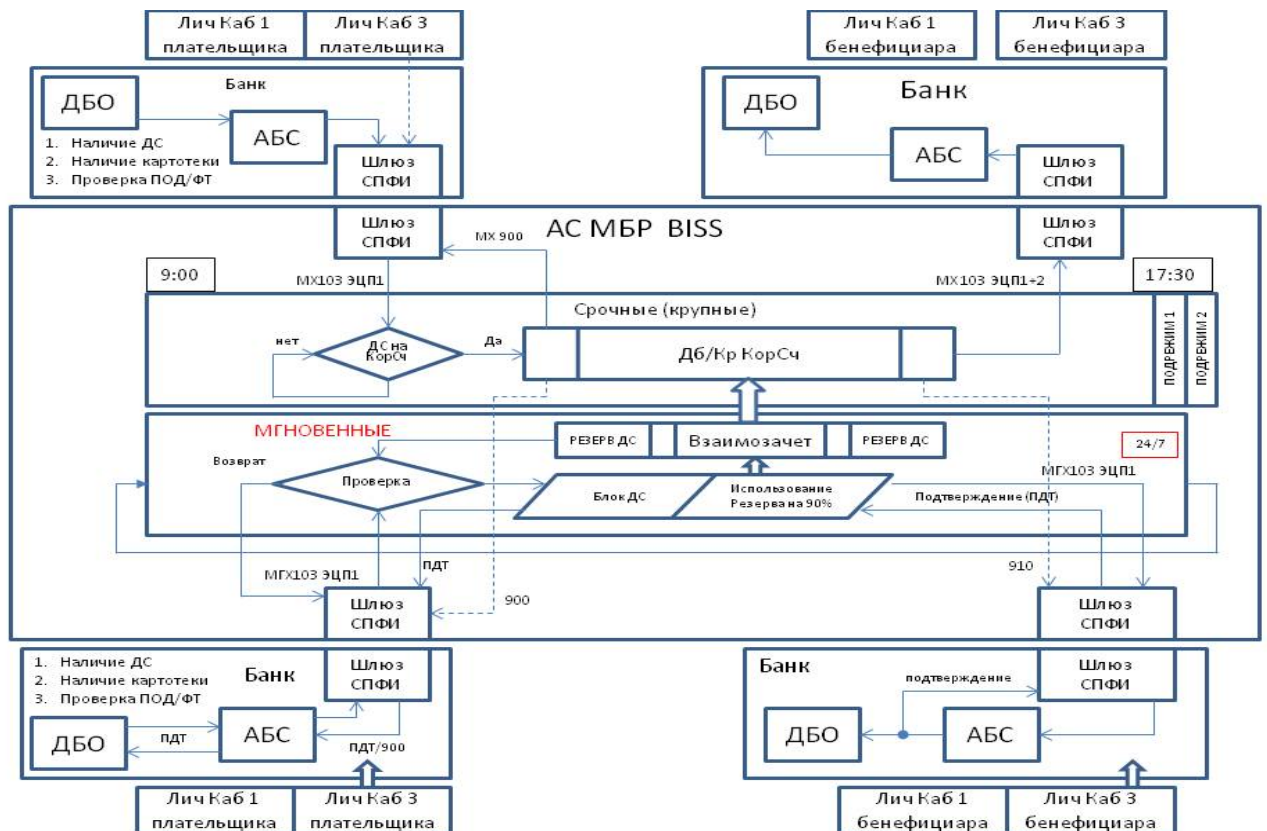 Лич Каб 1
плательщика
Лич Каб 3
плательщика
Лич Каб 1
бенефициара
Лич Каб 3
бенефициара
Банк
ДБО
АБС
1. Наличие ДС
2. Наличие картотеки
3. Проверка ПОД/ФТ
Шлюз
СПФИ
Банк
ДБО
АБС
Шлюз
СПФИ
Шлюз
СПФИ
АС МБР BISS
Шлюз
СПФИ
МХ 900
9:00
МХ103 ЭЦП1
МХ103 ЭЦП1+2
17:30
Срочные (крупные)
нет
ДС на
КорСч
Да
Дб/Кр КорСч
ПОДРЕЖИМ 1
ПОДРЕЖИМ 2
МГНОВЕННЫЕ
РЕЗЕРВ ДС
Взаимозачет
РЕЗЕРВ ДС
24/7
Возврат
Проверка
Блок ДС
Использование
Резерва на 90%
МГХ103 ЭЦП1
Подтверждение (ПДТ)
МГХ103 ЭЦП1
ПДТ
900
910
Шлюз
СПФИ
Шлюз
СПФИ
1. Наличие ДС
2. Наличие картотеки
3. Проверка ПОД/ФТ
Банк
Шлюз
СПФИ
ДБО
ПДТ
АБС
ПДТ/900
Банк
подтверждение
Шлюз
СПФИ
ДБО
АБС
Лич Каб 1
плательщика
Лич Каб 3
плательщика
Лич Каб 1
бенефициара
Лич Каб 3
бенефициара